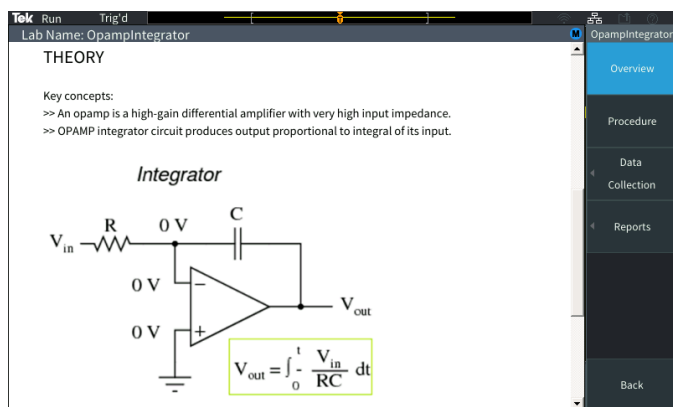 Tek Run Trig'd
Lab Name: OpampIntegrator
M
OpampIntegrator
THEORY
Key concepts:
>> An opamp is a high-gain differential amplifier with very high input impedance.
>> OPAMP integrator circuit produces output proportional to integral of its input.
Integrator
Vin
R
0 V
C
0 V
−
0 V
+
Vout
Vout = ∫0t - Vin/RC dt
Overview
Procedure
Data
Collection
Reports
Back